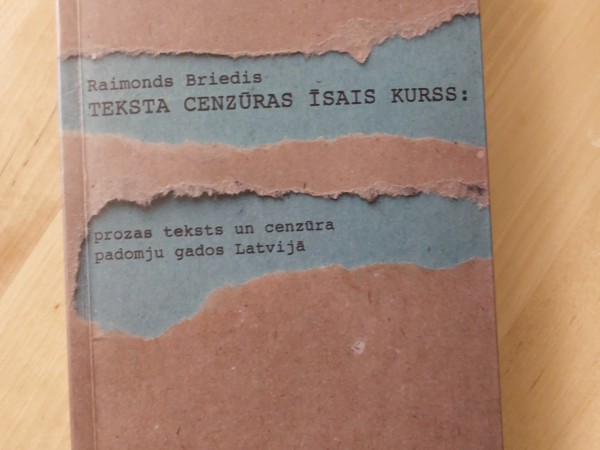 Raimonds Briedis
TEKSTA CENZŪRAS ĪSAIS KURSS:
prozas teksts un cenzūra
padomju gados Latvijā